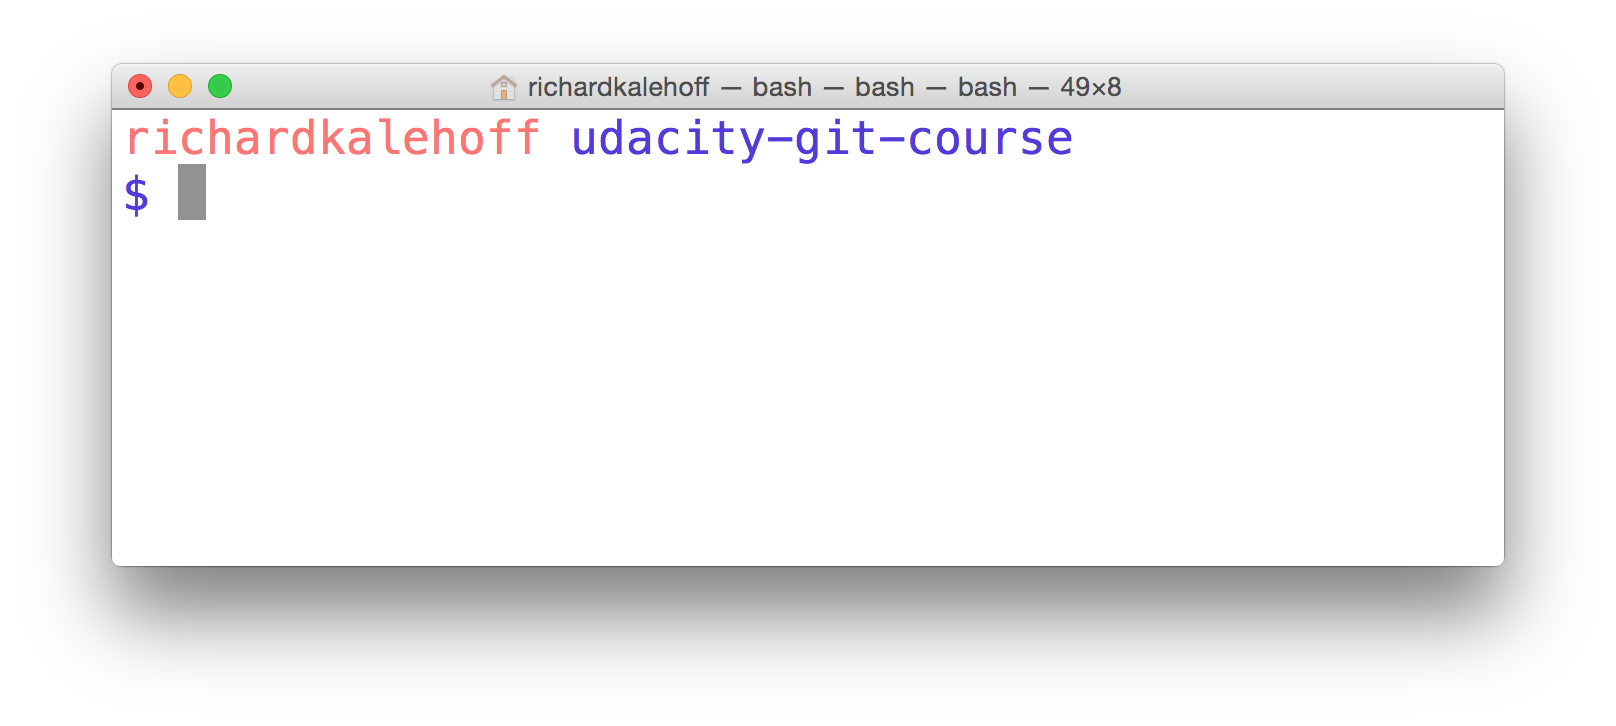 richardkalehoff — bash — bash — bash — 49×8
richardkalehoff udacity-git-course
$